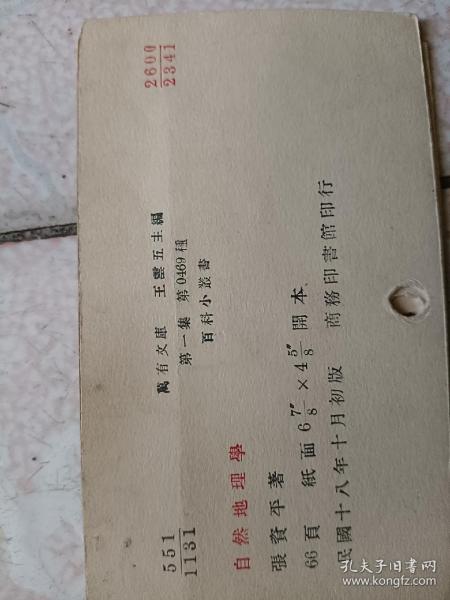 551
1131
2600
2341
萬有文庫 王雲五主編
第一集 第0469種
百科小叢書
自然地理學
張資平著
66頁 紙面 6 7/8" × 4 5/8" 開本
民國十八年十月初版 商務印書館印行
孔夫子旧书网
www.kongfz.com